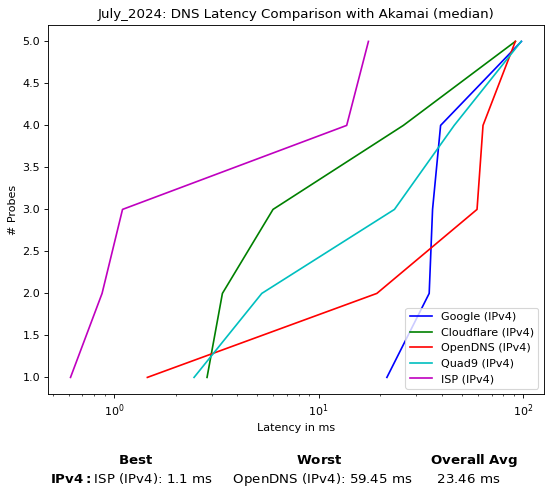 July_2024: DNS Latency Comparison with Akamai (median)
5.0
4.5
4.0
3.5
3.0
2.5
2.0
1.5
1.0
# Probes
Google (IPv4)
Cloudflare (IPv4)
OpenDNS (IPv4)
Quad9 (IPv4)
ISP (IPv4)
10⁰ 10¹ 10²
Latency in ms
Best Worst Overall Avg
IPv4: ISP (IPv4): 1.1 ms OpenDNS (IPv4): 59.45 ms 23.46 ms